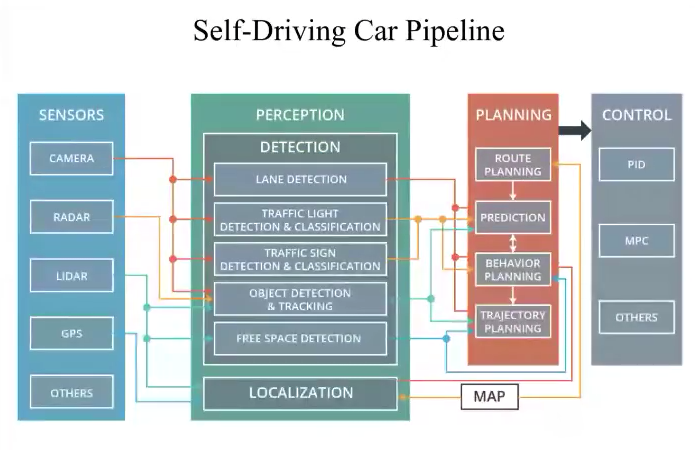 Self-Driving Car Pipeline
SENSORS
CAMERA
RADAR
LIDAR
GPS
OTHERS
PERCEPTION
DETECTION
LANE DETECTION
TRAFFIC LIGHT
DETECTION & CLASSIFICATION
TRAFFIC SIGN
DETECTION & CLASSIFICATION
OBJECT DETECTION
& TRACKING
FREE SPACE DETECTION
LOCALIZATION
PLANNING
ROUTE
PLANNING
PREDICTION
BEHAVIOR
PLANNING
TRAJECTORY
PLANNING
MAP
CONTROL
PID
MPC
OTHERS